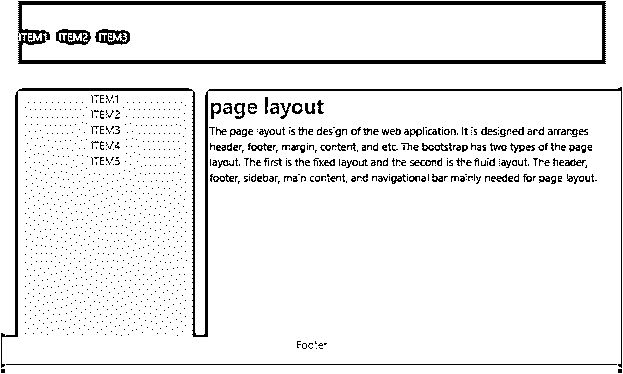 ITEM1 ITEM2 ITEM3
ITEM1
ITEM2
ITEM3
ITEM4
ITEM5
page layout
The page layout is the design of the web application. It is designed and arranges
header, footer, margin, content, and etc. The bootstrap has two types of the page
layout. The first is the fixed layout and the second is the fluid layout. The header,
footer, sidebar, main content, and navigational bar mainly needed for page layout.
Footer